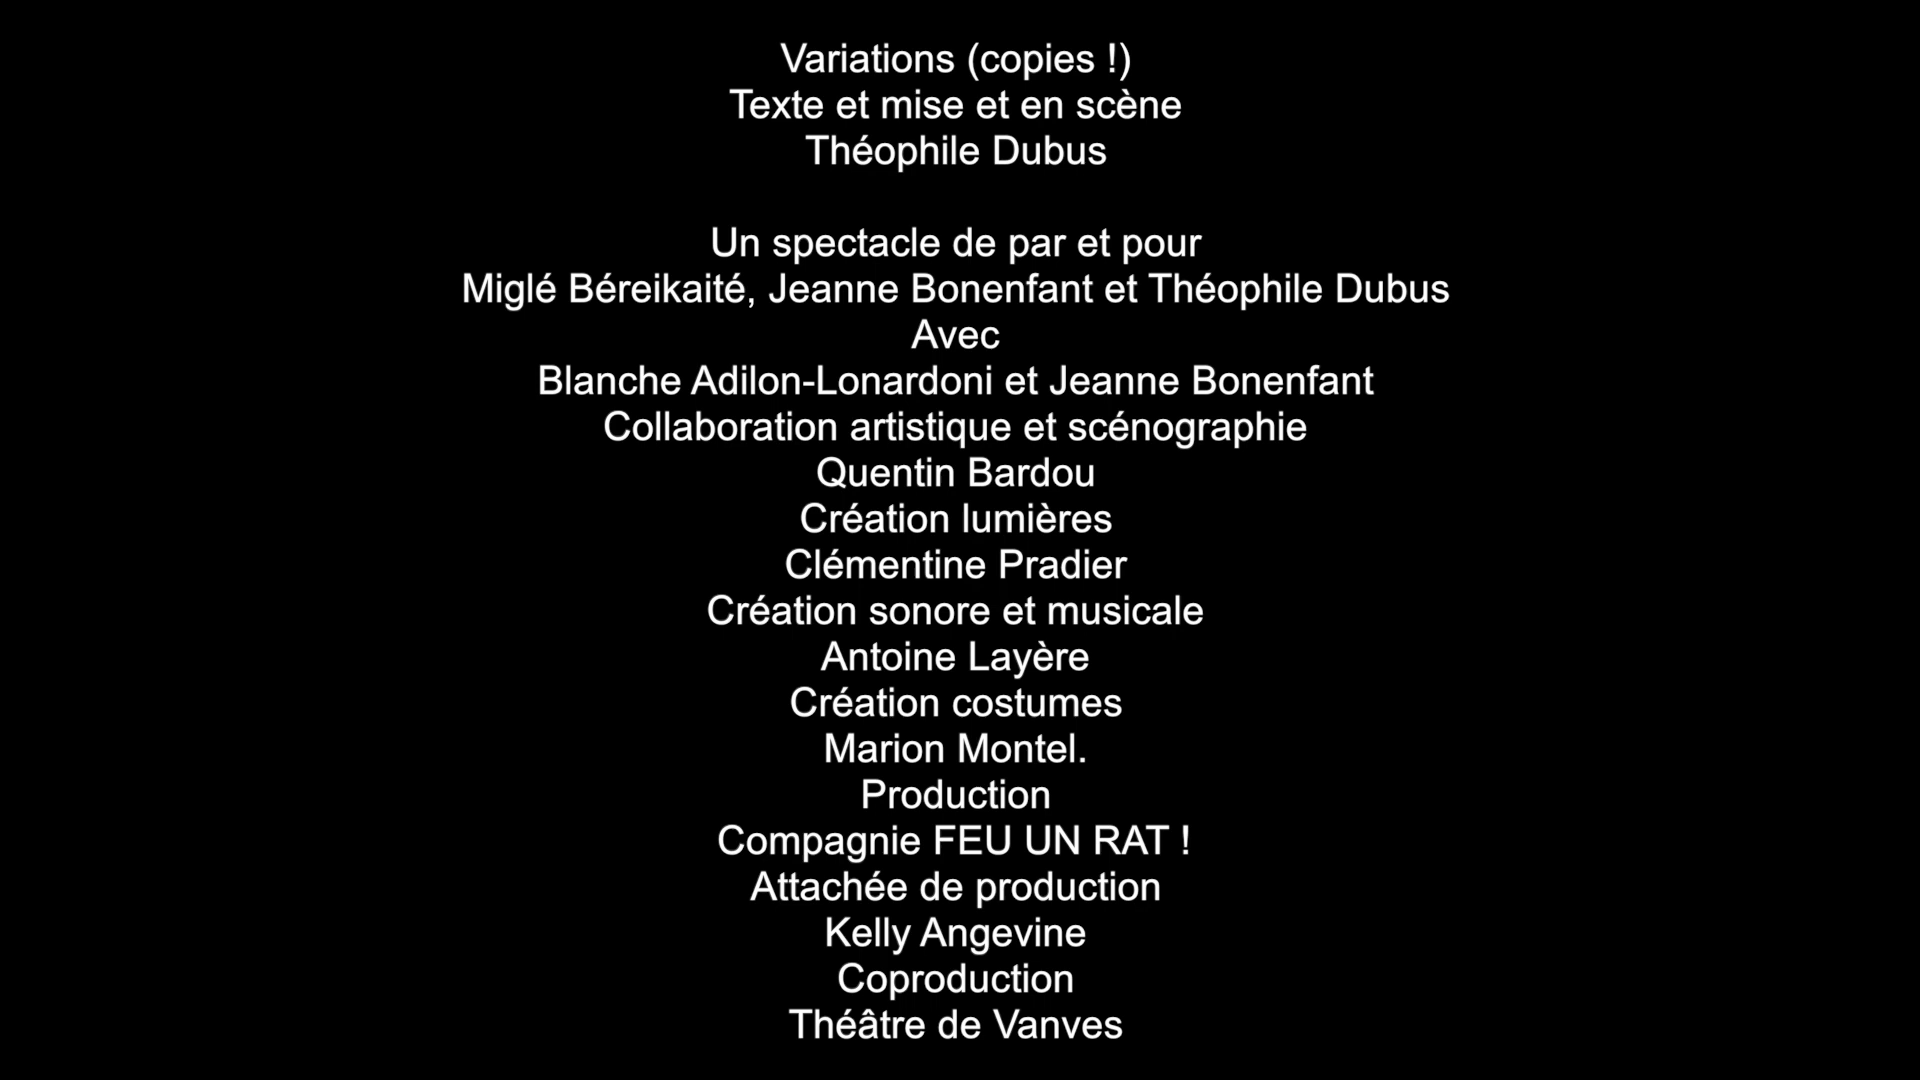 Variations (copies !)
Texte et mise et en scène
Théophile Dubus
Un spectacle de par et pour
Miglé Béreikaité, Jeanne Bonenfant et Théophile Dubus
Avec
Blanche Adilon-Lonardoni et Jeanne Bonenfant
Collaboration artistique et scénographie
Quentin Bardou
Création lumières
Clémentine Pradier
Création sonore et musicale
Antoine Layère
Création costumes
Marion Montel.
Production
Compagnie FEU UN RAT !
Attachée de production
Kelly Angevine
Coproduction
Théâtre de Vanves